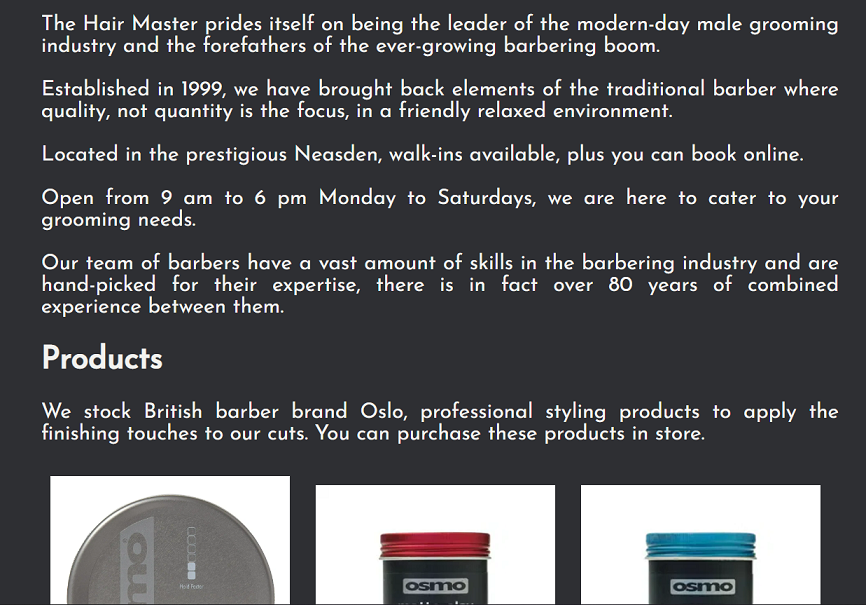 The Hair Master prides itself on being the leader of the modern-day male grooming
industry and the forefathers of the ever-growing barbering boom.
Established in 1999, we have brought back elements of the traditional barber where
quality, not quantity is the focus, in a friendly relaxed environment.
Located in the prestigious Neasden, walk-ins available, plus you can book online.
Open from 9 am to 6 pm Monday to Saturdays, we are here to cater to your
grooming needs.
Our team of barbers have a vast amount of skills in the barbering industry and are
hand-picked for their expertise, there is in fact over 80 years of combined
experience between them.
Products
We stock British barber brand Oslo, professional styling products to apply the
finishing touches to our cuts. You can purchase these products in store.
osmo
osmo